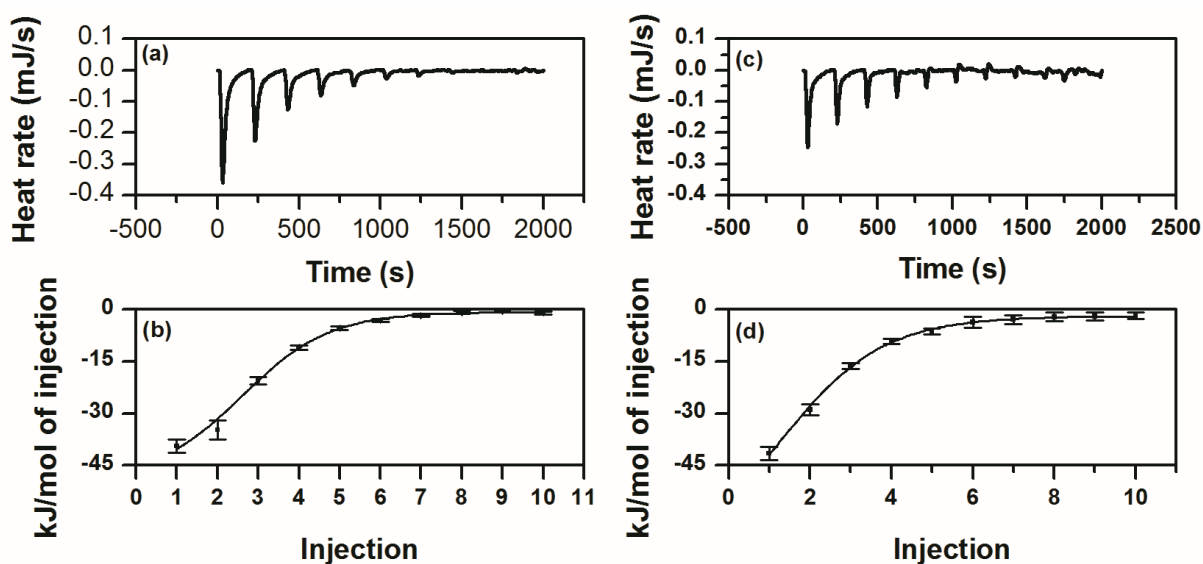 (a)
Heat rate (mJ/s)
0.1
0.0
-0.1
-0.2
-0.3
-0.4
-500 0 500 1000 1500 2000
Time (s)
(c)
Heat rate (mJ/s)
0.1
0.0
-0.1
-0.2
-0.3
-0.4
-500 0 500 1000 1500 2000 2500
Time (s)
(b)
kJ/mol of injection
0
-15
-30
-45
0 1 2 3 4 5 6 7 8 9 10 11
Injection
(d)
kJ/mol of injection
0
-15
-30
-45
0 2 4 6 8 10
Injection